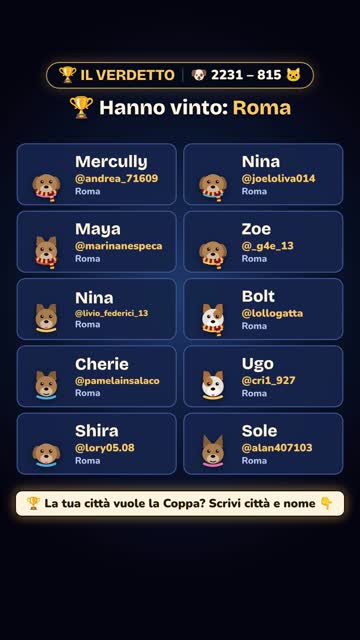 🏆 IL VERDETTO | 🐶 2231 – 815 🐱
🏆 Hanno vinto: Roma
Mercully
@andrea_71609
Roma
Nina
@joeloliva014
Roma
Maya
@marinanespeca
Roma
Zoe
@_g4e_13
Roma
Nina
@livio_federici_13
Roma
Bolt
@lollogatta
Roma
Cherie
@pamelainsalaco
Roma
Ugo
@cri1_927
Roma
Shira
@lory05.08
Roma
Sole
@alan407103
Roma
🏆 La tua città vuole la Coppa? Scrivi città e nome 👇